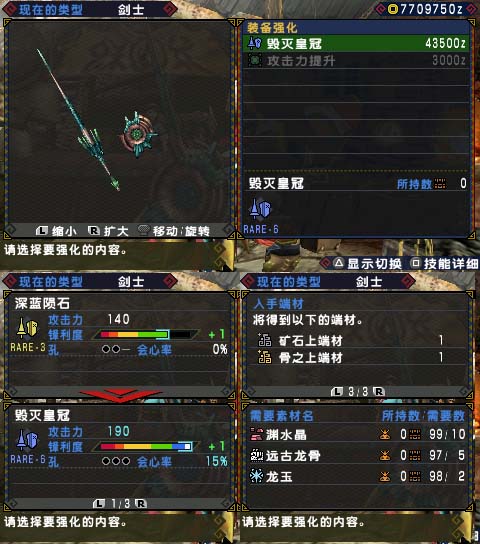 现在的类型 剑士
7709750z
装备强化
毁灭皇冠 43500z
攻击力提升 3000z
毁灭皇冠 所持数 0
RARE-6
L 缩小 R 扩大 移动/旋转
请选择要强化的内容。
△显示切换 □技能详细
现在的类型 剑士
深蓝陨石
攻击力 140
锋利度 +1
RARE-3
孔 ○○— 会心率 0%
毁灭皇冠
攻击力 190
锋利度 +1
RARE-6
孔 ○○○ 会心率 15%
L 1/3 R
请选择要强化的内容。
现在的类型 剑士
入手端材
将得到以下的端材。
矿石上端材 1
骨之上端材 1
L 3/3 R
需要素材名 所持数/需要数
渊水晶 0 99/10
远古龙骨 0 97/ 5
龙玉 0 98/ 2
请选择要强化的内容。